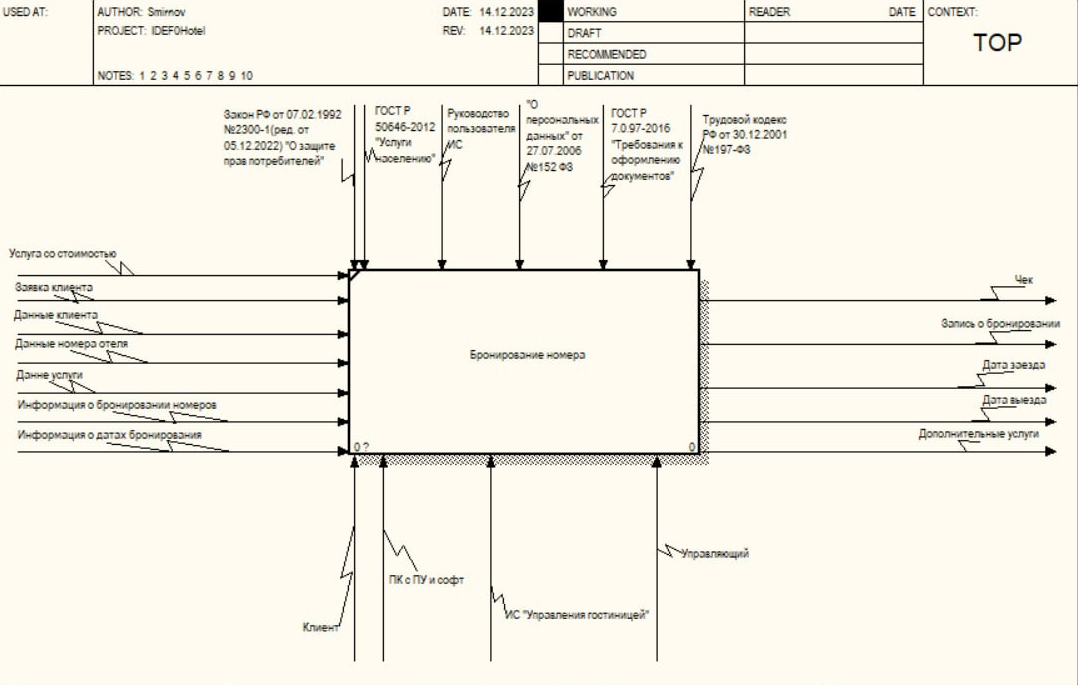 USED AT:
AUTHOR: Smirnov
DATE: 14.12.2023
PROJECT: IDEF0Hotel
REV: 14.12.2023
NOTES: 1 2 3 4 5 6 7 8 9 10
WORKING
DRAFT
RECOMMENDED
PUBLICATION
READER
DATE
CONTEXT:
TOP
Закон РФ от 07.02.1992
№2300-1(ред. от
05.12.2022) "О защите
прав потребителей"
ГОСТ Р
50646-2012
"Услуги
населению"
Руководство
пользователя
ИС
"О
персональных
данных" от
27.07.2006
№152 ФЗ
ГОСТ Р
7.0.97-2016
"Требования к
оформлению
документов"
Трудовой кодекс
РФ от 30.12.2001
№197-ФЗ
Услуга со стоимостью
Заявка клиента
Данные клиента
Данные номера отеля
Данне услуги
Информация о бронировании номеров
Информация о датах бронирования
Бронирование номера
0 ?
0
Чек
Запись о бронировании
Дата заезда
Дата выезда
Дополнительные услуги
Клиент
ПК с ПУ и софт
ИС "Управления гостиницей"
Управляющий